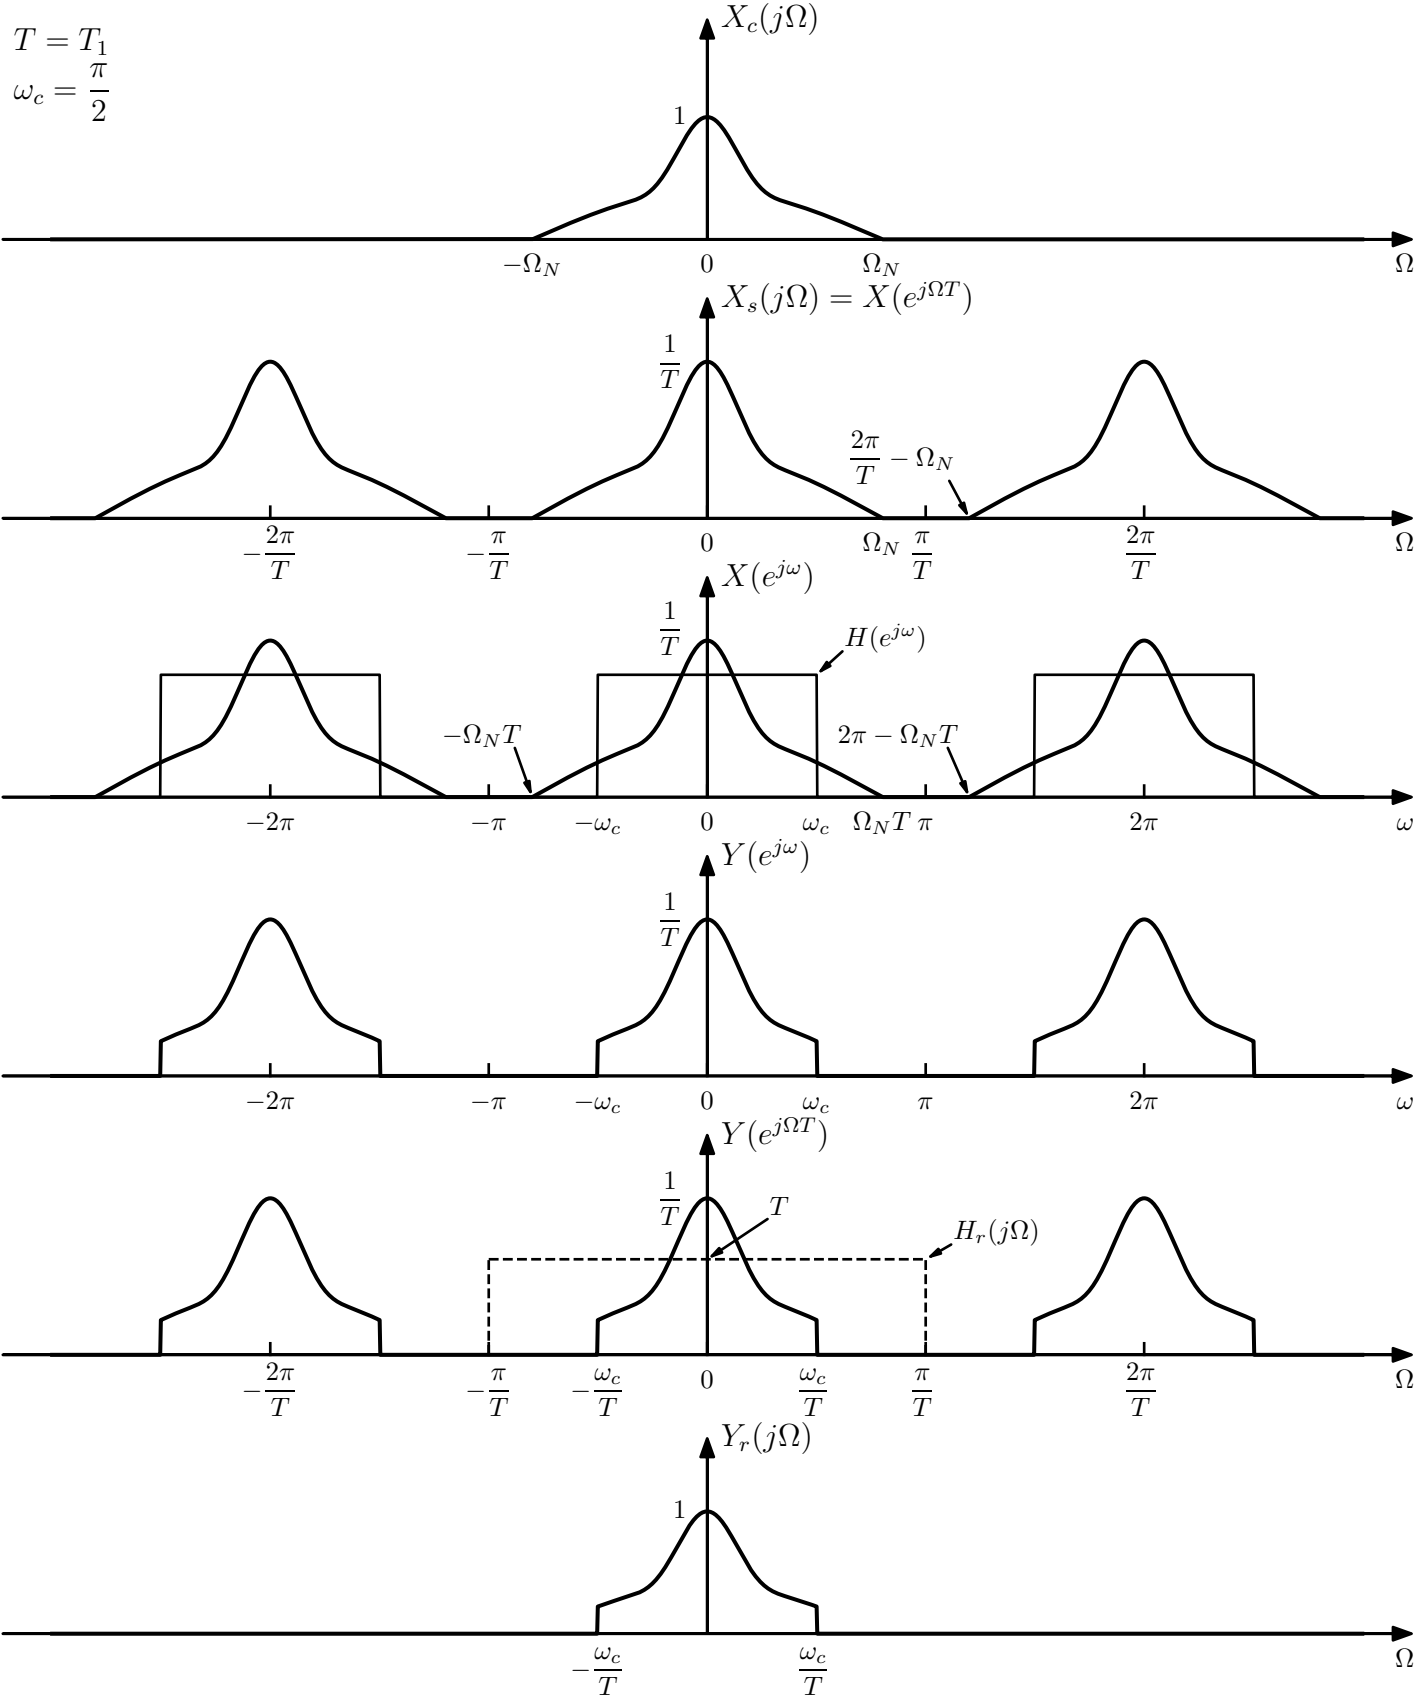 T = T₁
ω_c = π/2
X_c(jΩ)
1
−Ω_N 0 Ω_N Ω
X_s(jΩ) = X(e^{jΩT})
1/T
2π/T − Ω_N
−2π/T −π/T 0 Ω_N π/T 2π/T Ω
X(e^{jω})
1/T
H(e^{jω})
−Ω_N T 2π − Ω_N T
−2π −π −ω_c 0 ω_c Ω_N T π 2π ω
Y(e^{jω})
1/T
−2π −π −ω_c 0 ω_c π 2π ω
Y(e^{jΩT})
1/T
T
H_r(jΩ)
−2π/T −π/T −ω_c/T 0 ω_c/T π/T 2π/T Ω
Y_r(jΩ)
1
−ω_c/T ω_c/T Ω